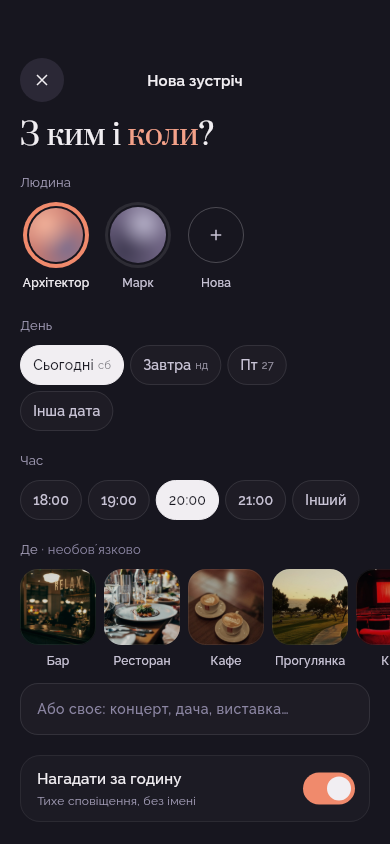 Нова зустріч
З ким і коли?
Людина
Архітектор
Марк
Нова
День
Сьогодні сб
Завтра нд
Пт 27
Інша дата
Час
18:00
19:00
20:00
21:00
Інший
Де · необовʼязково
RELAX
Бар
Ресторан
Кафе
Прогулянка
К
Або своє: концерт, дача, виставка…
Нагадати за годину
Тихе сповіщення, без імені